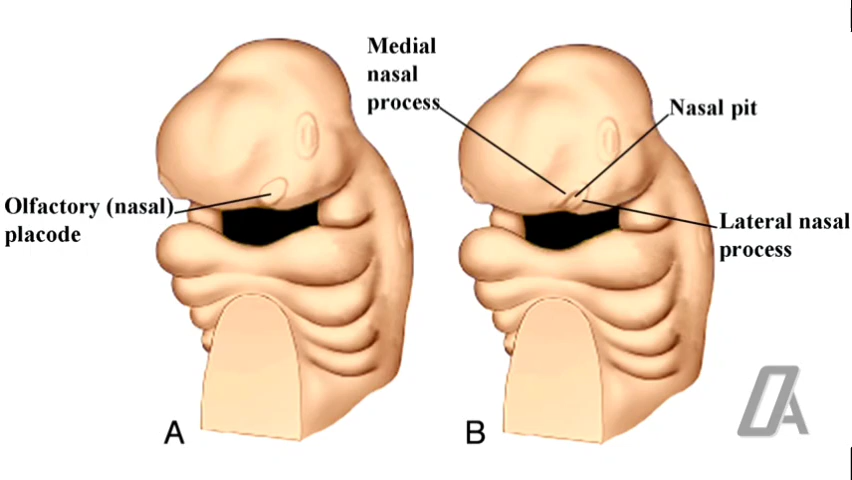 Medial
nasal
process
Nasal pit
Olfactory (nasal)
placode
Lateral nasal
process
A
B